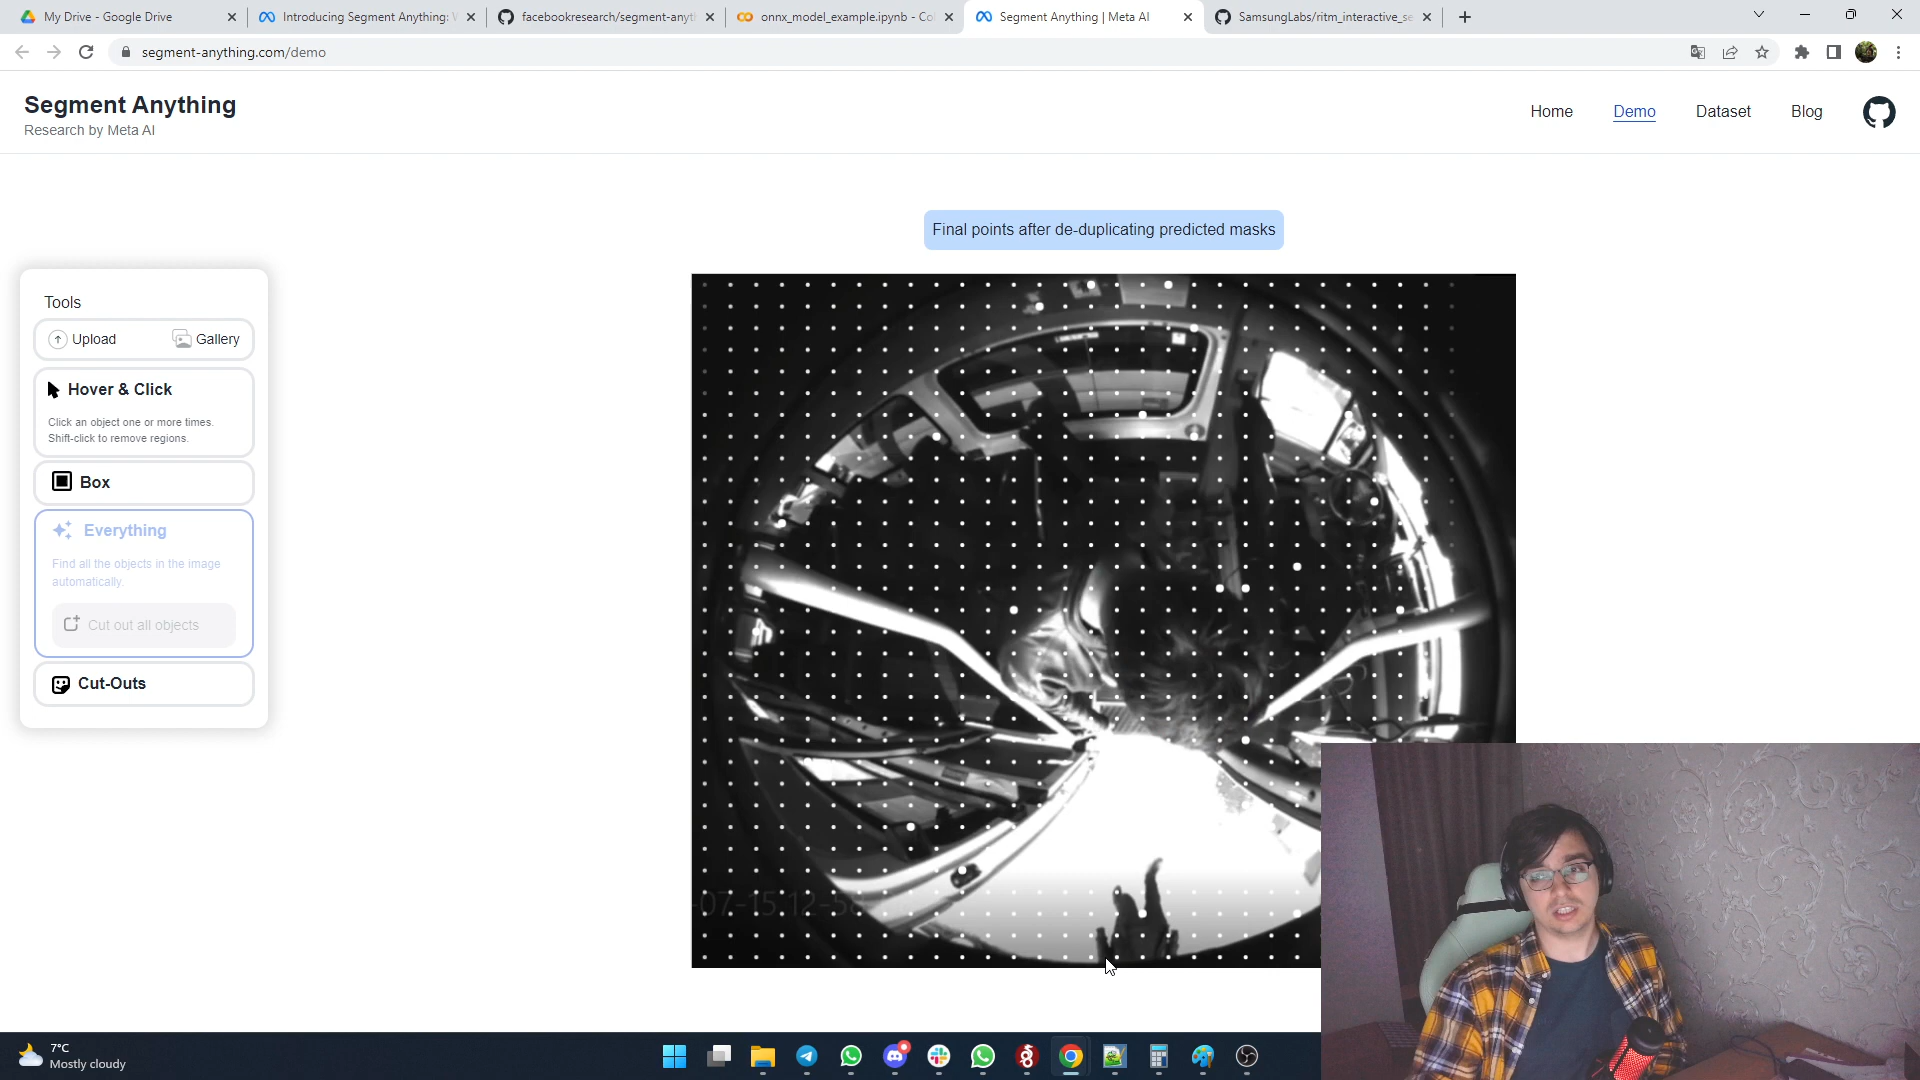 My Drive - Google Drive
Introducing Segment Anything: W
facebookresearch/segment-anyt
onnx_model_example.ipynb - Co
Segment Anything | Meta AI
SamsungLabs/ritm_interactive_se
segment-anything.com/demo
Segment Anything
Research by Meta AI
Home
Demo
Dataset
Blog
Final points after de-duplicating predicted masks
Tools
Upload
Gallery
Hover & Click
Click an object one or more times.
Shift-click to remove regions.
Box
Everything
Find all the objects in the image
automatically.
Cut out all objects
Cut-Outs
-07-15:12-58
7°C
Mostly cloudy